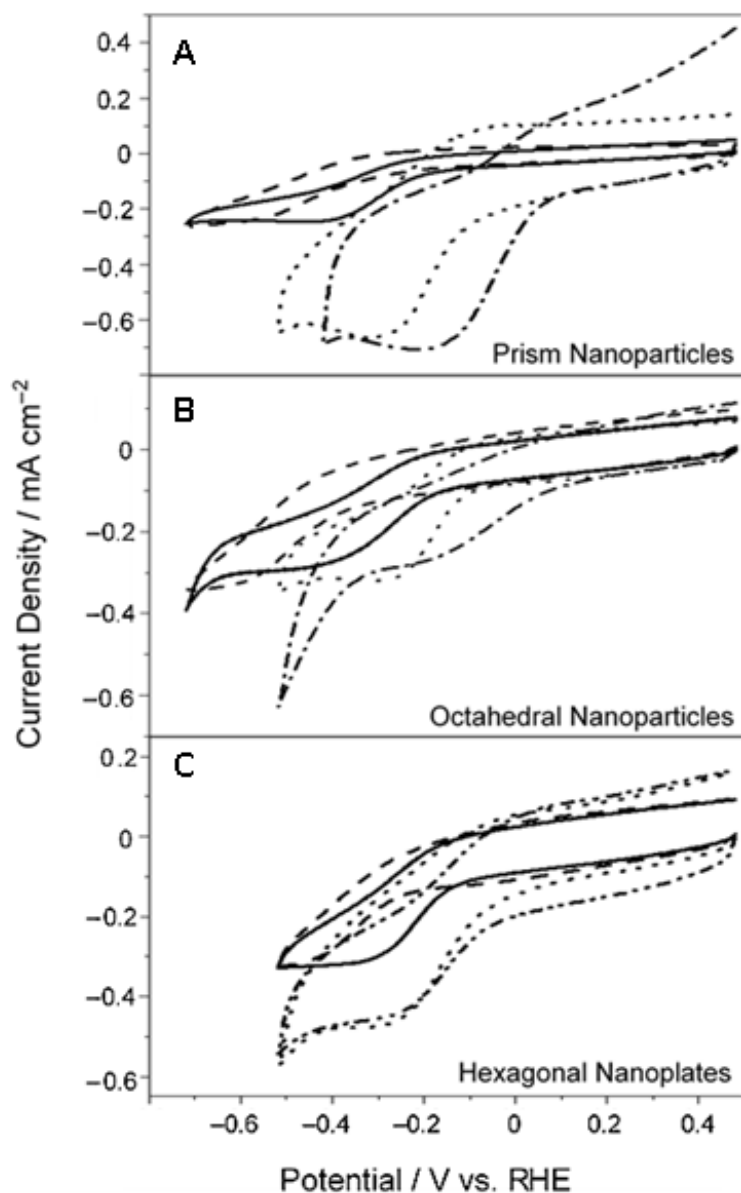 A
0.4
0.2
0
−0.2
−0.4
−0.6
Prism Nanoparticles
B
0
−0.2
−0.4
−0.6
Octahedral Nanoparticles
C
0.2
0
−0.2
−0.4
−0.6
Hexagonal Nanoplates
Current Density / mA cm⁻²
−0.6 −0.4 −0.2 0 0.2 0.4
Potential / V vs. RHE